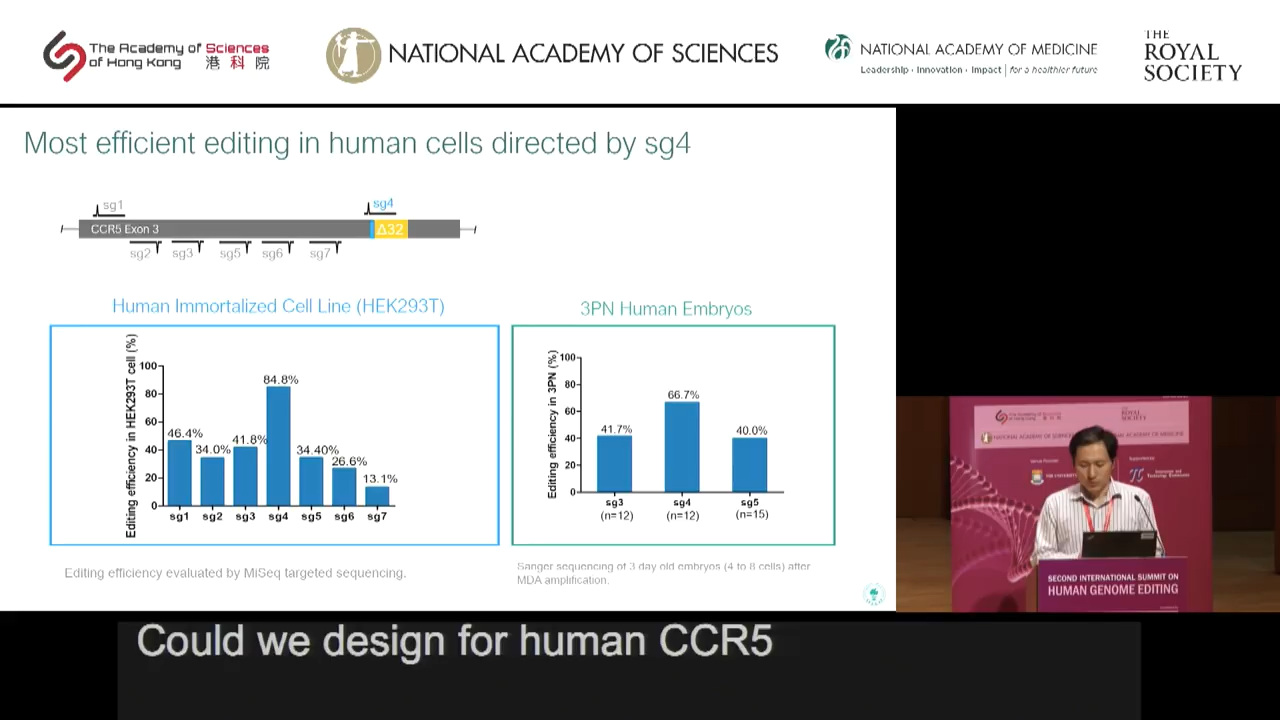 The Academy of Sciences
of Hong Kong 港科院
NATIONAL ACADEMY OF SCIENCES
NATIONAL ACADEMY OF MEDICINE
Leadership · Innovation · Impact | for a healthier future
THE
ROYAL
SOCIETY
Most efficient editing in human cells directed by sg4
sg1
sg4
CCR5 Exon 3
Δ32
sg2
sg3
sg5
sg6
sg7
Human Immortalized Cell Line (HEK293T)
Editing efficiency in HEK293T cell (%)
100
80
60
40
20
0
46.4%
34.0%
41.8%
84.8%
34.40%
26.6%
13.1%
sg1 sg2 sg3 sg4 sg5 sg6 sg7
Editing efficiency evaluated by MiSeq targeted sequencing.
3PN Human Embryos
Editing efficiency in 3PN (%)
100
80
60
40
20
0
41.7%
66.7%
40.0%
sg3 sg4 sg5
(n=12) (n=12) (n=15)
Sanger sequencing of 3 day old embryos (4 to 8 cells) after
MDA amplification.
SECOND INTERNATIONAL SUMMIT ON
HUMAN GENOME EDITING
Could we design for human CCR5